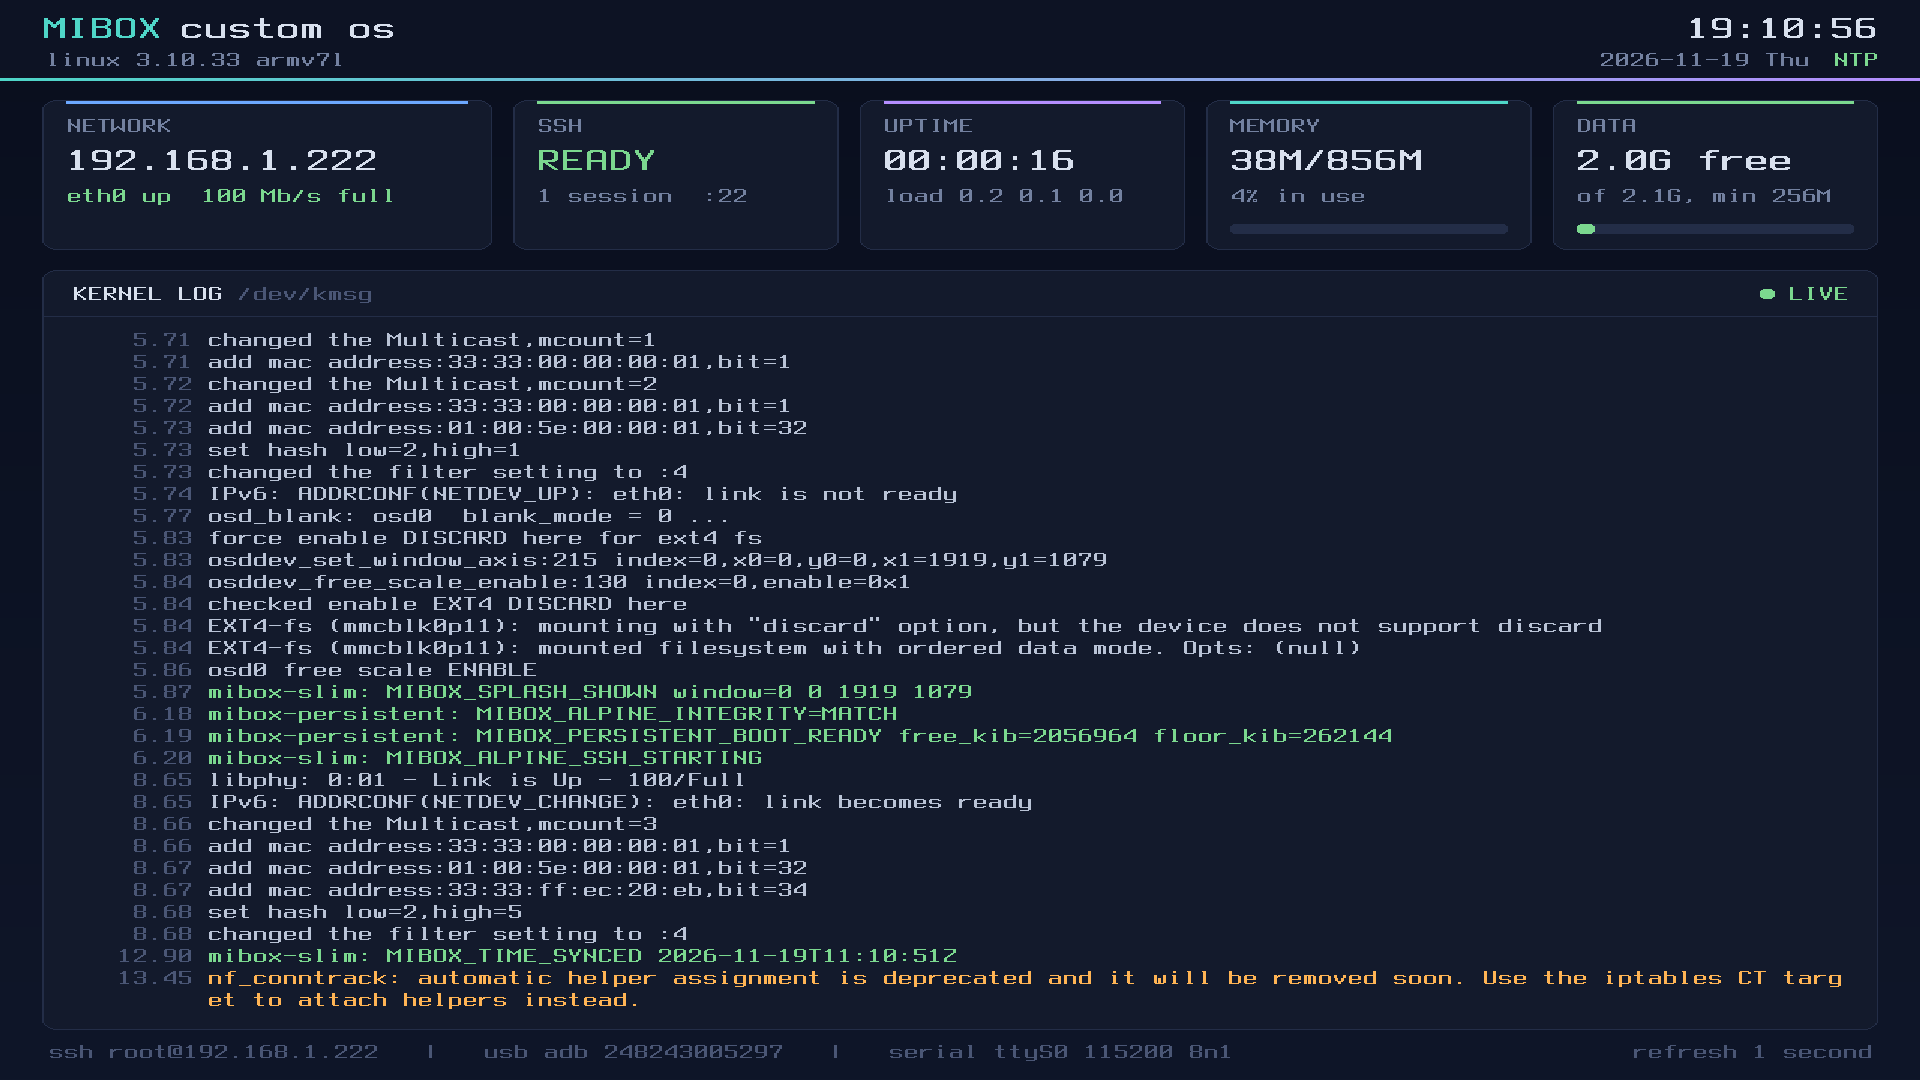 MIBOX custom os
19:10:56
linux 3.10.33 armv7l
2026-11-19 Thu NTP
NETWORK
192.168.1.222
eth0 up  100 Mb/s full
SSH
READY
1 session  :22
UPTIME
00:00:16
load 0.2 0.1 0.0
MEMORY
38M/856M
4% in use
DATA
2.0G free
of 2.1G, min 256M
KERNEL LOG /dev/kmsg
LIVE
5.71 changed the Multicast,mcount=1
5.71 add mac address:33:33:00:00:00:01,bit=1
5.72 changed the Multicast,mcount=2
5.72 add mac address:33:33:00:00:00:01,bit=1
5.73 add mac address:01:00:5e:00:00:01,bit=32
5.73 set hash low=2,high=1
5.73 changed the filter setting to :4
5.74 IPv6: ADDRCONF(NETDEV_UP): eth0: link is not ready
5.77 osd_blank: osd0  blank_mode = 0 ...
5.83 force enable DISCARD here for ext4 fs
5.83 osddev_set_window_axis:215 index=0,x0=0,y0=0,x1=1919,y1=1079
5.84 osddev_free_scale_enable:130 index=0,enable=0x1
5.84 checked enable EXT4 DISCARD here
5.84 EXT4-fs (mmcblk0p11): mounting with "discard" option, but the device does not support discard
5.84 EXT4-fs (mmcblk0p11): mounted filesystem with ordered data mode. Opts: (null)
5.86 osd0 free scale ENABLE
5.87 mibox-slim: MIBOX_SPLASH_SHOWN window=0 0 1919 1079
6.18 mibox-persistent: MIBOX_ALPINE_INTEGRITY=MATCH
6.19 mibox-persistent: MIBOX_PERSISTENT_BOOT_READY free_kib=2056964 floor_kib=262144
6.20 mibox-slim: MIBOX_ALPINE_SSH_STARTING
8.65 libphy: 0:01 - Link is Up - 100/Full
8.65 IPv6: ADDRCONF(NETDEV_CHANGE): eth0: link becomes ready
8.66 changed the Multicast,mcount=3
8.66 add mac address:33:33:00:00:00:01,bit=1
8.67 add mac address:01:00:5e:00:00:01,bit=32
8.67 add mac address:33:33:ff:ec:20:eb,bit=34
8.68 set hash low=2,high=5
8.68 changed the filter setting to :4
12.90 mibox-slim: MIBOX_TIME_SYNCED 2026-11-19T11:10:51Z
13.45 nf_conntrack: automatic helper assignment is deprecated and it will be removed soon. Use the iptables CT targ
et to attach helpers instead.
ssh root@192.168.1.222 | usb adb 248243005297 | serial ttyS0 115200 8n1
refresh 1 second